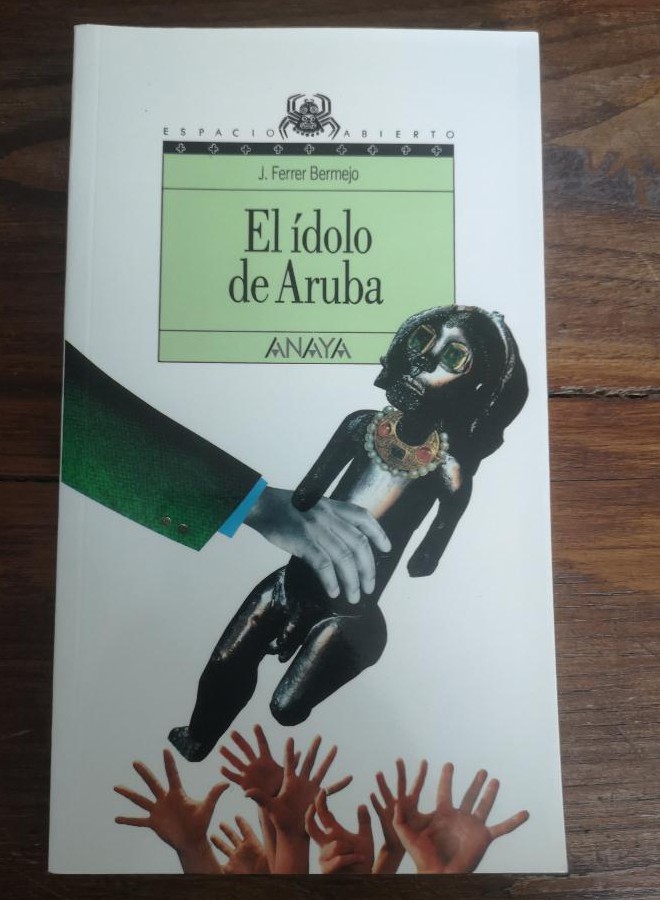 ESPACIO ABIERTO
J. Ferrer Bermejo
El ídolo
de Aruba
ANAYA